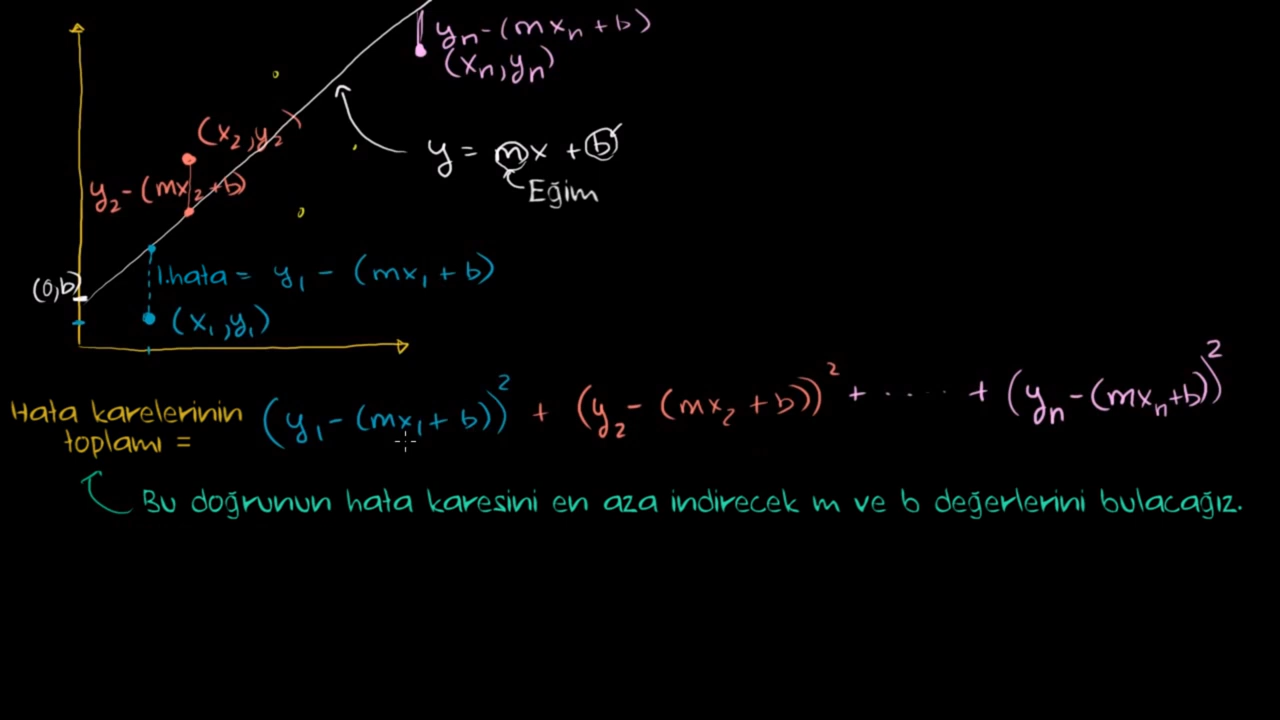 yₙ - (mxₙ + b)
(xₙ, yₙ)
(x₂, y₂)
y = mx + b
y₂ - (mx₂ + b)
Eğim
1.hata = y₁ - (mx₁ + b)
(0,b)
(x₁, y₁)
Hata karelerinin toplamı = (y₁ - (mx₁ + b))² + (y₂ - (mx₂ + b))² + ..... + (yₙ - (mxₙ + b))²
Bu doğrunun hata karesini en aza indirecek m ve b değerlerini bulacağız.